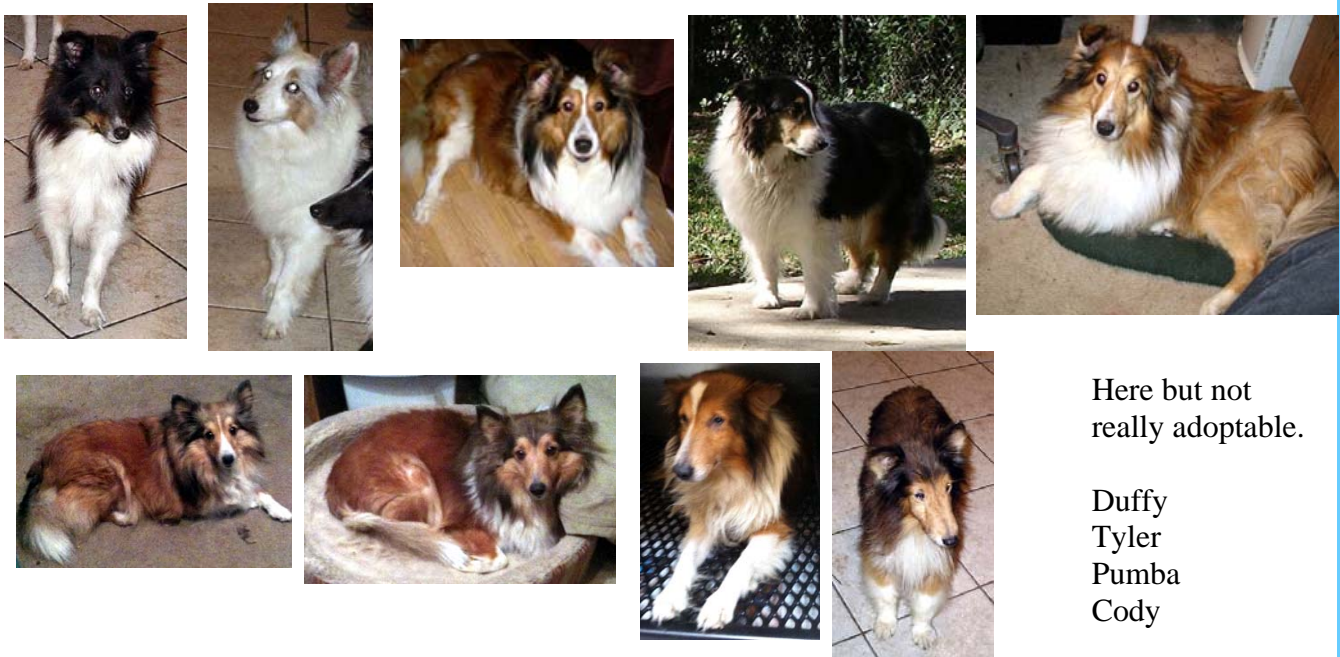 Here but not
really adoptable.
Duffy
Tyler
Pumba
Cody